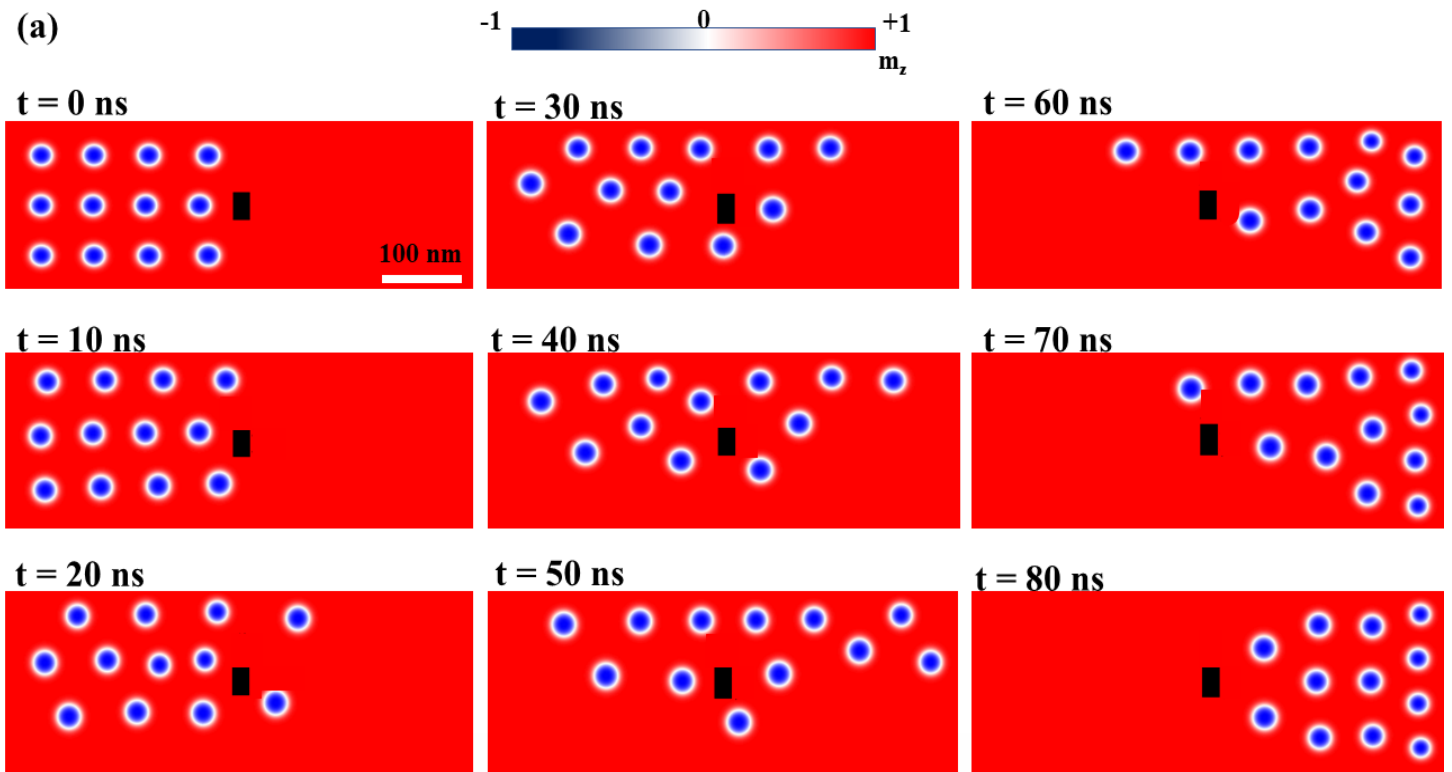 (a)
-1 0 +1
m_z
t = 0 ns
t = 30 ns
t = 60 ns
100 nm
t = 10 ns
t = 40 ns
t = 70 ns
t = 20 ns
t = 50 ns
t = 80 ns